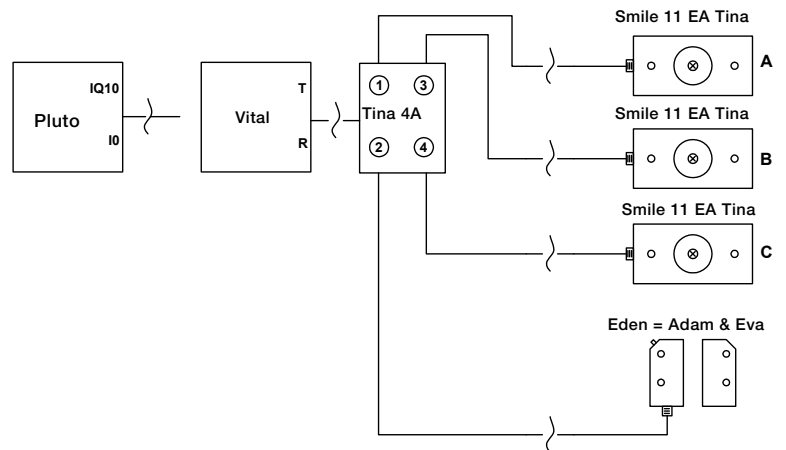 Smile 11 EA Tina
A
IQ10
Pluto
I0
T
Vital
R
1
3
Tina 4A
2
4
Smile 11 EA Tina
B
Smile 11 EA Tina
C
Eden = Adam & Eva